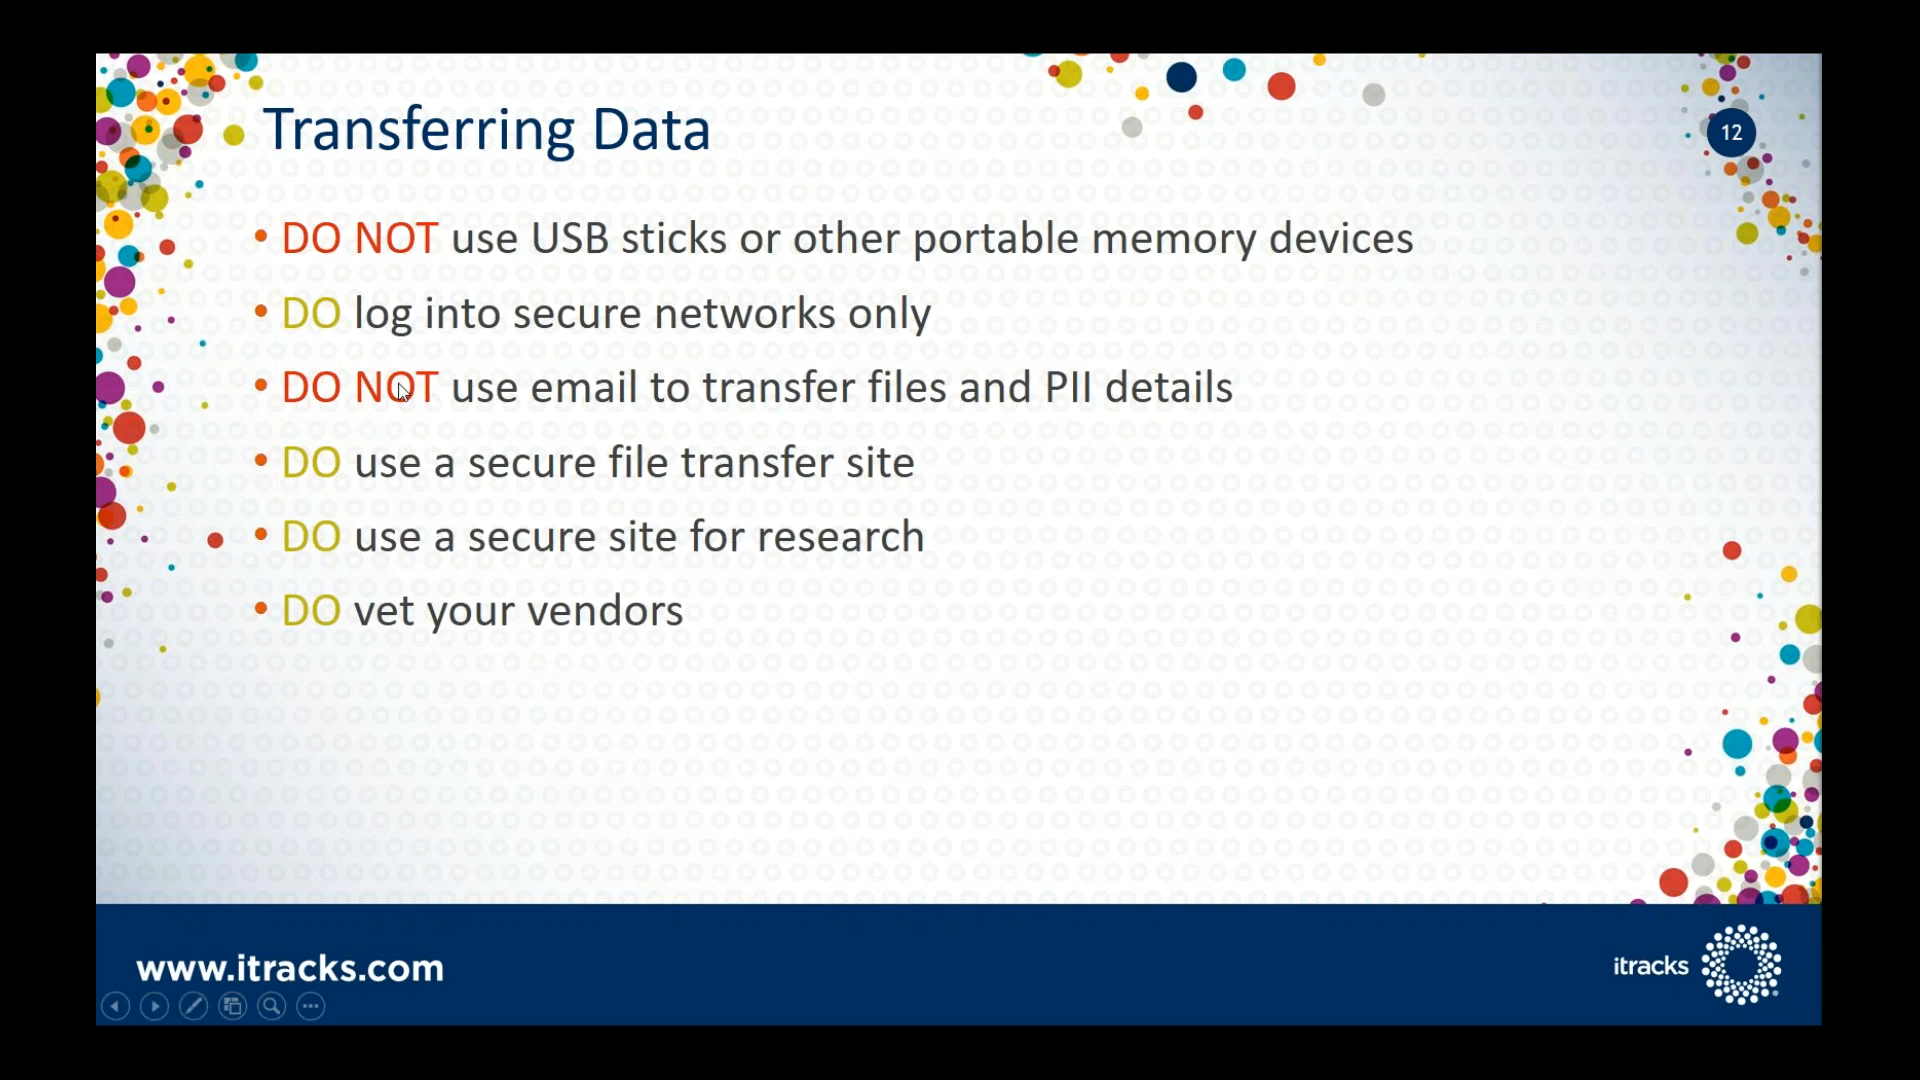 Transferring Data
12
• DO NOT use USB sticks or other portable memory devices
• DO log into secure networks only
• DO NOT use email to transfer files and PII details
• DO use a secure file transfer site
• DO use a secure site for research
• DO vet your vendors
www.itracks.com
itracks